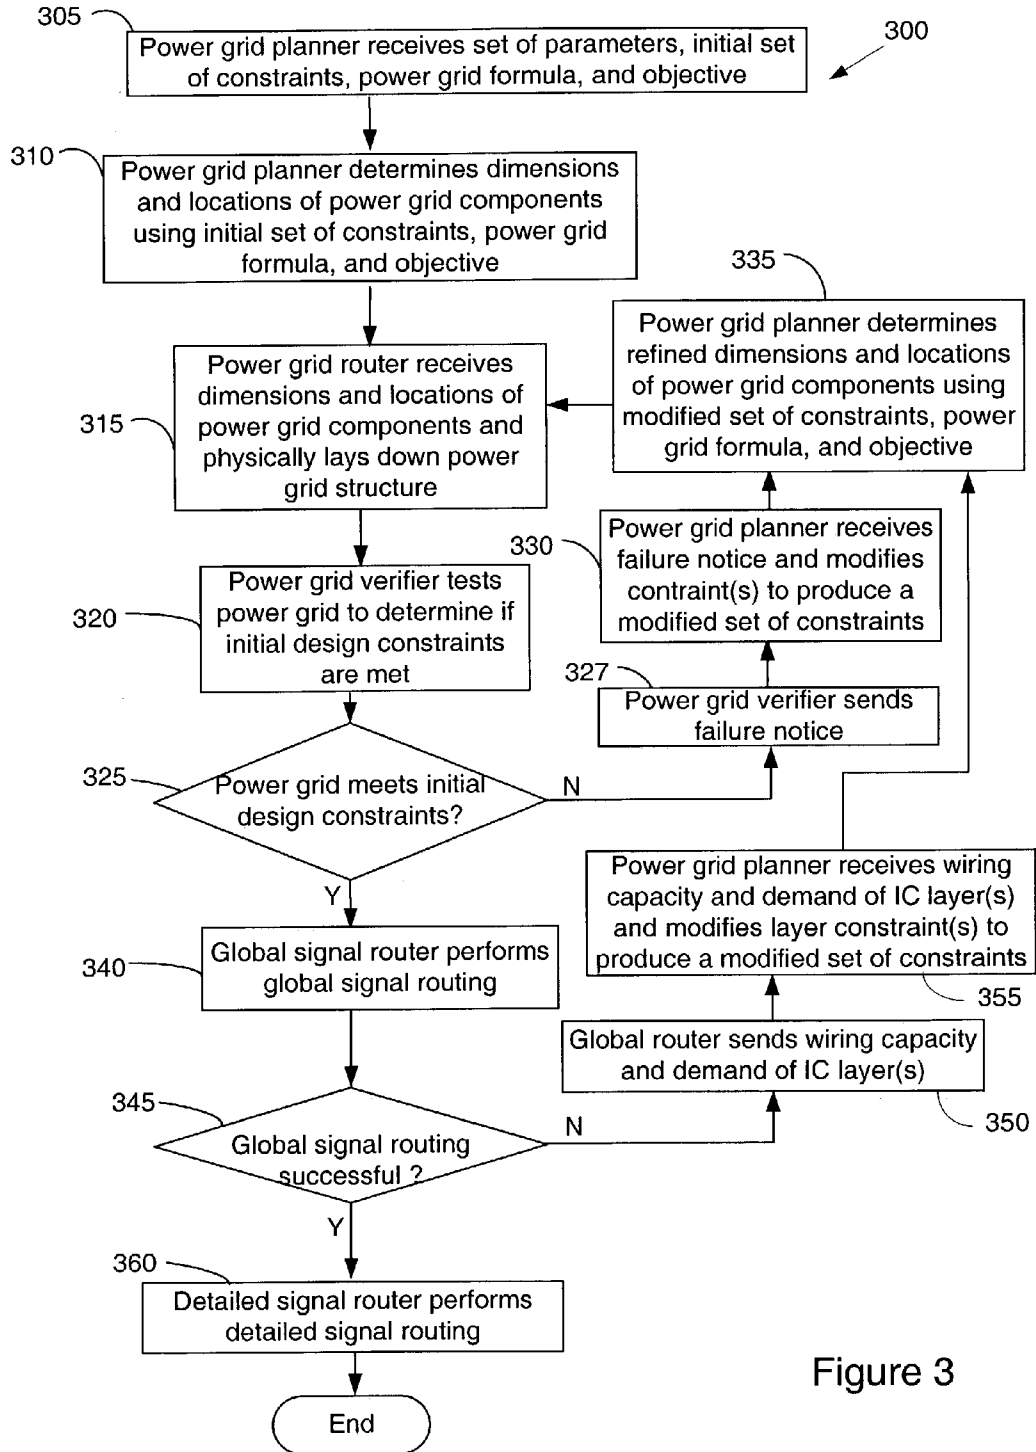 305
Power grid planner receives set of parameters, initial set
of constraints, power grid formula, and objective
300
310
Power grid planner determines dimensions
and locations of power grid components
using initial set of constraints, power grid
formula, and objective
335
Power grid planner determines
refined dimensions and locations
of power grid components using
modified set of constraints, power
grid formula, and objective
315
Power grid router receives
dimensions and locations of
power grid components and
physically lays down power
grid structure
330
Power grid planner receives
failure notice and modifies
contraint(s) to produce a
modified set of constraints
320
Power grid verifier tests
power grid to determine if
initial design constraints
are met
327
Power grid verifier sends
failure notice
325
Power grid meets initial
design constraints?
N
Y
Power grid planner receives wiring
capacity and demand of IC layer(s)
and modifies layer constraint(s) to
produce a modified set of constraints
355
340
Global signal router performs
global signal routing
Global router sends wiring capacity
and demand of IC layer(s)
350
345
Global signal routing
successful ?
N
Y
360
Detailed signal router performs
detailed signal routing
End
Figure 3